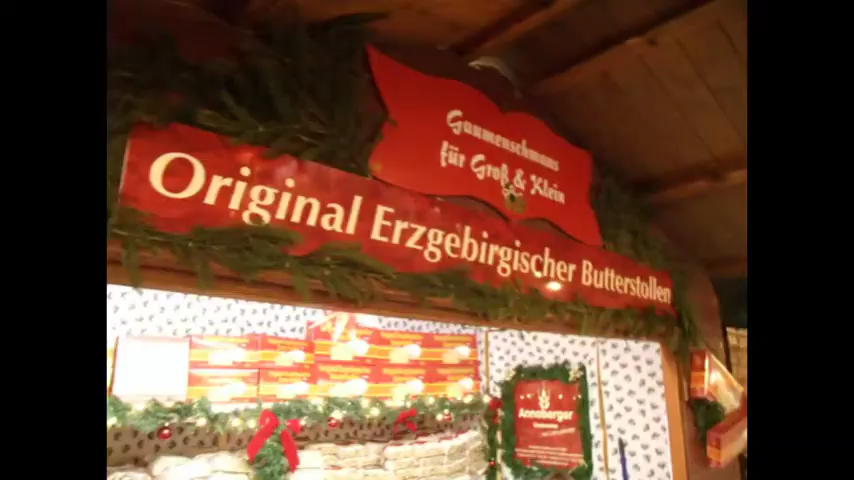 Gaumenschmaus
für Groß & Klein
Original Erzgebirgischer Butterstollen
Annaberger